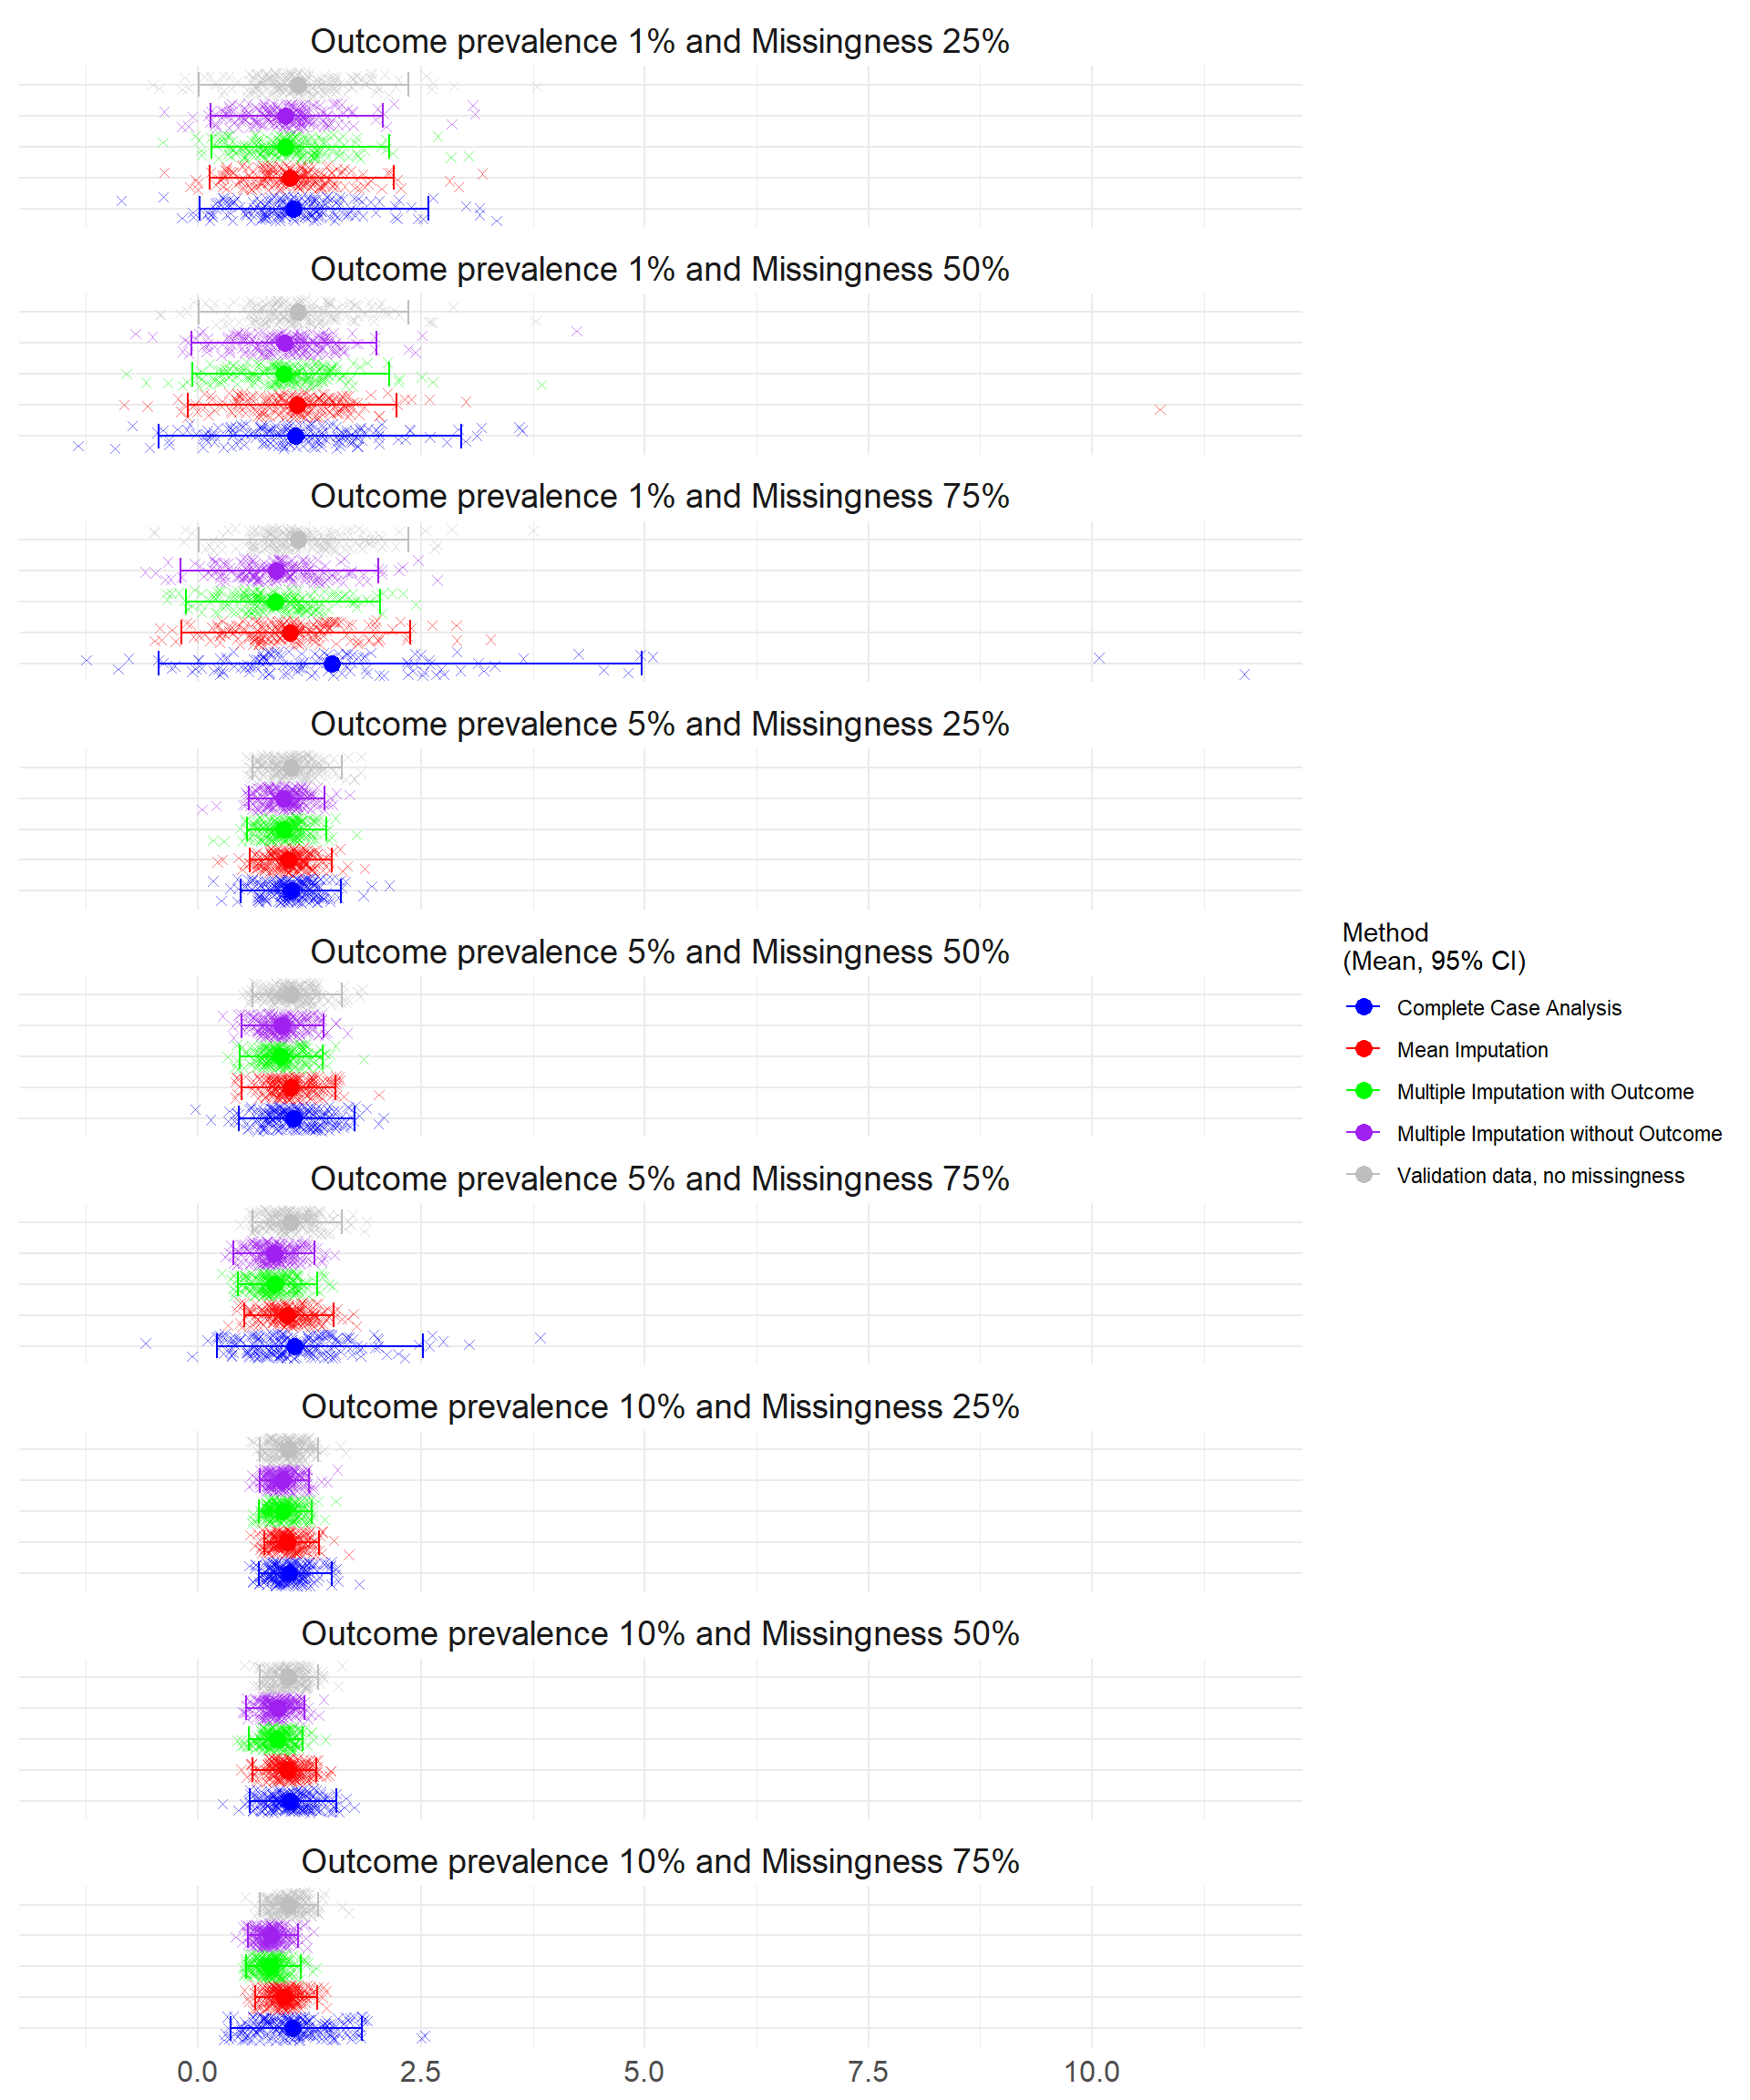 Outcome prevalence 1% and Missingness 25%
Outcome prevalence 1% and Missingness 50%
Outcome prevalence 1% and Missingness 75%
Outcome prevalence 5% and Missingness 25%
Outcome prevalence 5% and Missingness 50%
Outcome prevalence 5% and Missingness 75%
Outcome prevalence 10% and Missingness 25%
Outcome prevalence 10% and Missingness 50%
Outcome prevalence 10% and Missingness 75%
0.0 2.5 5.0 7.5 10.0
Method
(Mean, 95% CI)
Complete Case Analysis
Mean Imputation
Multiple Imputation with Outcome
Multiple Imputation without Outcome
Validation data, no missingness